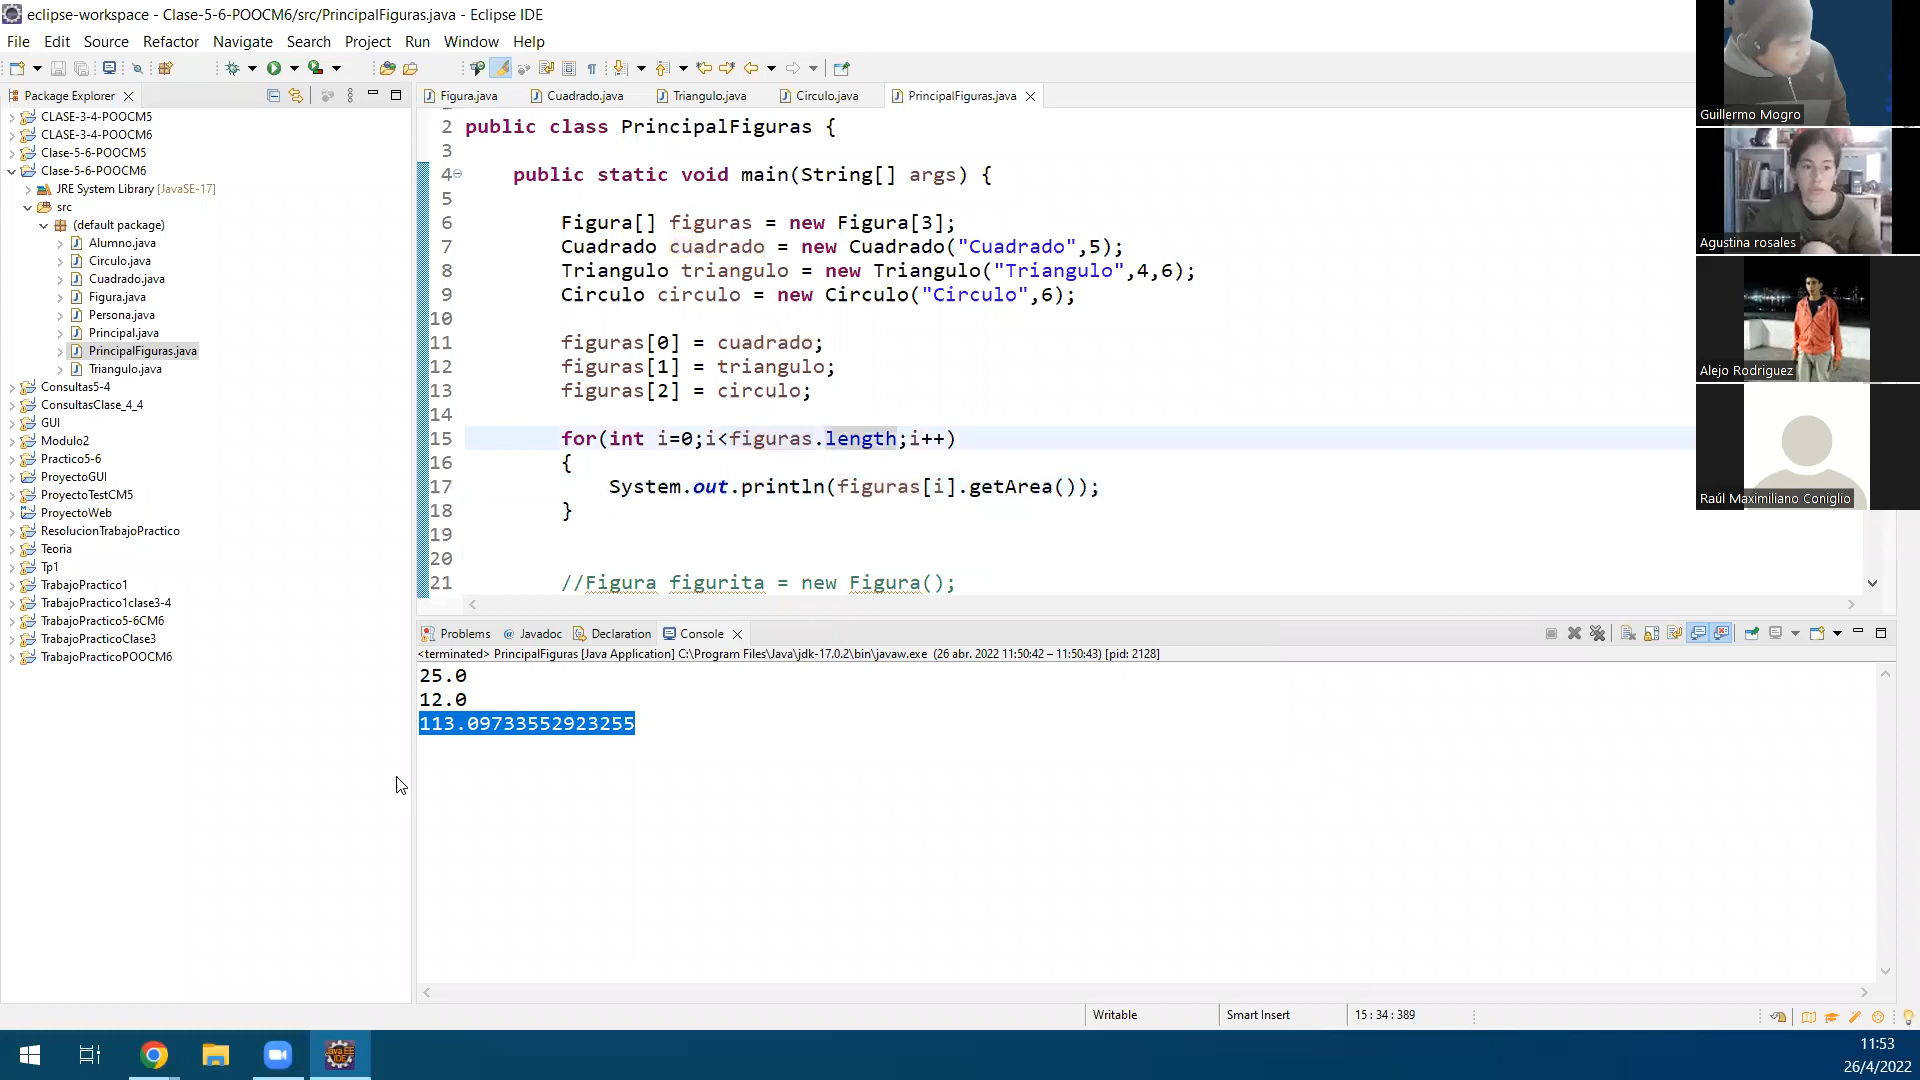 eclipse-workspace - Clase-5-6-POOCM6/src/PrincipalFiguras.java - Eclipse IDE
File Edit Source Refactor Navigate Search Project Run Window Help
Package Explorer
CLASE-3-4-POOCM5
CLASE-3-4-POOCM6
Clase-5-6-POOCM5
Clase-5-6-POOCM6
JRE System Library [JavaSE-17]
src
(default package)
Alumno.java
Circulo.java
Cuadrado.java
Figura.java
Persona.java
Principal.java
PrincipalFiguras.java
Triangulo.java
Consultas5-4
ConsultasClase_4_4
GUI
Modulo2
Practico5-6
ProyectoGUI
ProyectoTestCM5
ProyectoWeb
ResolucionTrabajoPractico
Teoria
Tp1
TrabajoPractico1
TrabajoPractico1clase3-4
TrabajoPractico5-6CM6
TrabajoPracticoClase3
TrabajoPracticoPOOCM6
Figura.java Cuadrado.java Triangulo.java Circulo.java PrincipalFiguras.java
2 public class PrincipalFiguras {
3
4 public static void main(String[] args) {
5
6 Figura[] figuras = new Figura[3];
7 Cuadrado cuadrado = new Cuadrado("Cuadrado",5);
8 Triangulo triangulo = new Triangulo("Triangulo",4,6);
9 Circulo circulo = new Circulo("Circulo",6);
10
11 figuras[0] = cuadrado;
12 figuras[1] = triangulo;
13 figuras[2] = circulo;
14
15 for(int i=0;i<figuras.length;i++)
16 {
17 System.out.println(figuras[i].getArea());
18 }
19
20
21 //Figura figurita = new Figura();
Problems Javadoc Declaration Console
<terminated> PrincipalFiguras [Java Application] C:\Program Files\Java\jdk-17.0.2\bin\javaw.exe (26 abr. 2022 11:50:42 – 11:50:43) [pid: 2128]
25.0
12.0
113.09733552923255
Writable Smart Insert 15 : 34 : 389
Guillermo Mogro
Agustina rosales
Alejo Rodriguez
Raúl Maximiliano Coniglio
Java EE
IDE
11:53
26/4/2022